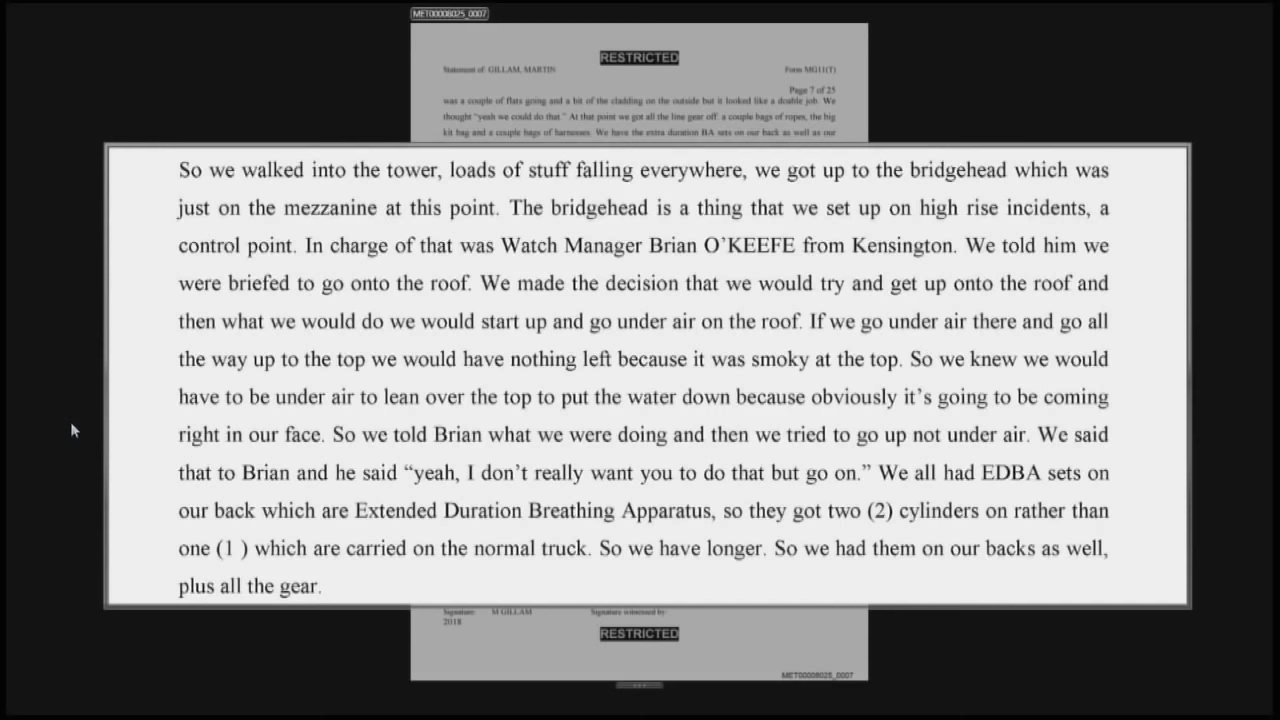 MET00008025_0007
RESTRICTED
Statement of: GILLAM, MARTIN Form MG11(T)
Page 7 of 25
was a couple of flats going and a bit of the cladding on the outside but it looked like a double job. We
thought "yeah we could do that." At that point we got all the line gear off. a couple bags of ropes, the big
kit bag and a couple bags of harnesses. We have the extra duration BA sets on our back as well as our
So we walked into the tower, loads of stuff falling everywhere, we got up to the bridgehead which was
just on the mezzanine at this point. The bridgehead is a thing that we set up on high rise incidents, a
control point. In charge of that was Watch Manager Brian O’KEEFE from Kensington. We told him we
were briefed to go onto the roof. We made the decision that we would try and get up onto the roof and
then what we would do we would start up and go under air on the roof. If we go under air there and go all
the way up to the top we would have nothing left because it was smoky at the top. So we knew we would
have to be under air to lean over the top to put the water down because obviously it’s going to be coming
right in our face. So we told Brian what we were doing and then we tried to go up not under air. We said
that to Brian and he said “yeah, I don’t really want you to do that but go on.” We all had EDBA sets on
our back which are Extended Duration Breathing Apparatus, so they got two (2) cylinders on rather than
one (1 ) which are carried on the normal truck. So we have longer. So we had them on our backs as well,
plus all the gear.
Signature: M GILLAM Signature witnessed by:
2018
RESTRICTED
MET00008025_0007